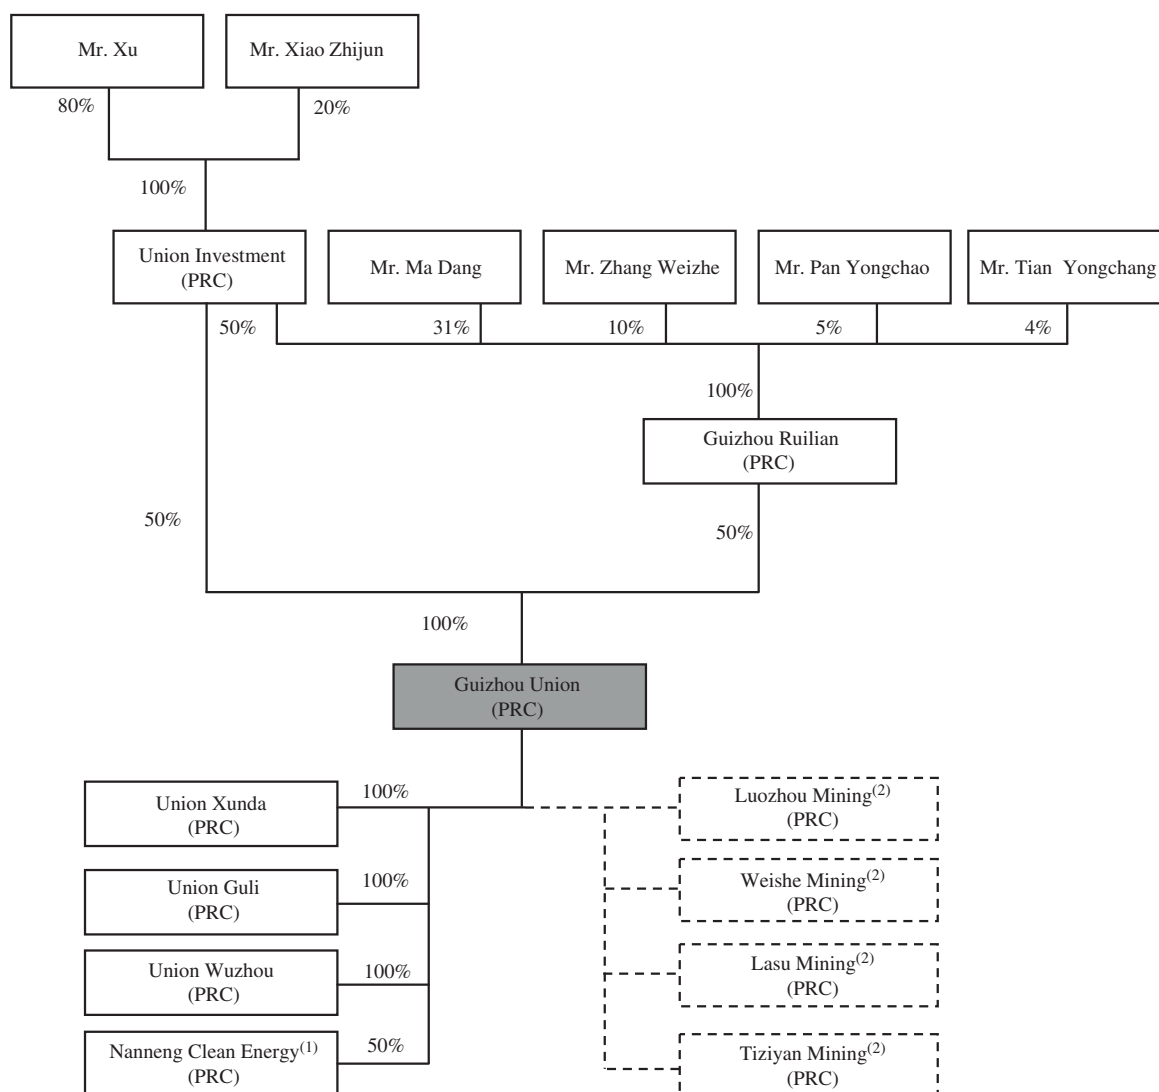 Mr. Xu
Mr. Xiao Zhijun
80%
20%
100%
Union Investment
(PRC)
Mr. Ma Dang
Mr. Zhang Weizhe
Mr. Pan Yongchao
Mr. Tian Yongchang
50%
31%
10%
5%
4%
100%
Guizhou Ruilian
(PRC)
50%
50%
100%
Guizhou Union
(PRC)
Union Xunda
(PRC)
100%
Luozhou Mining(2)
(PRC)
Union Guli
(PRC)
100%
Weishe Mining(2)
(PRC)
Union Wuzhou
(PRC)
100%
Lasu Mining(2)
(PRC)
Nanneng Clean Energy(1)
(PRC)
50%
Tiziyan Mining(2)
(PRC)